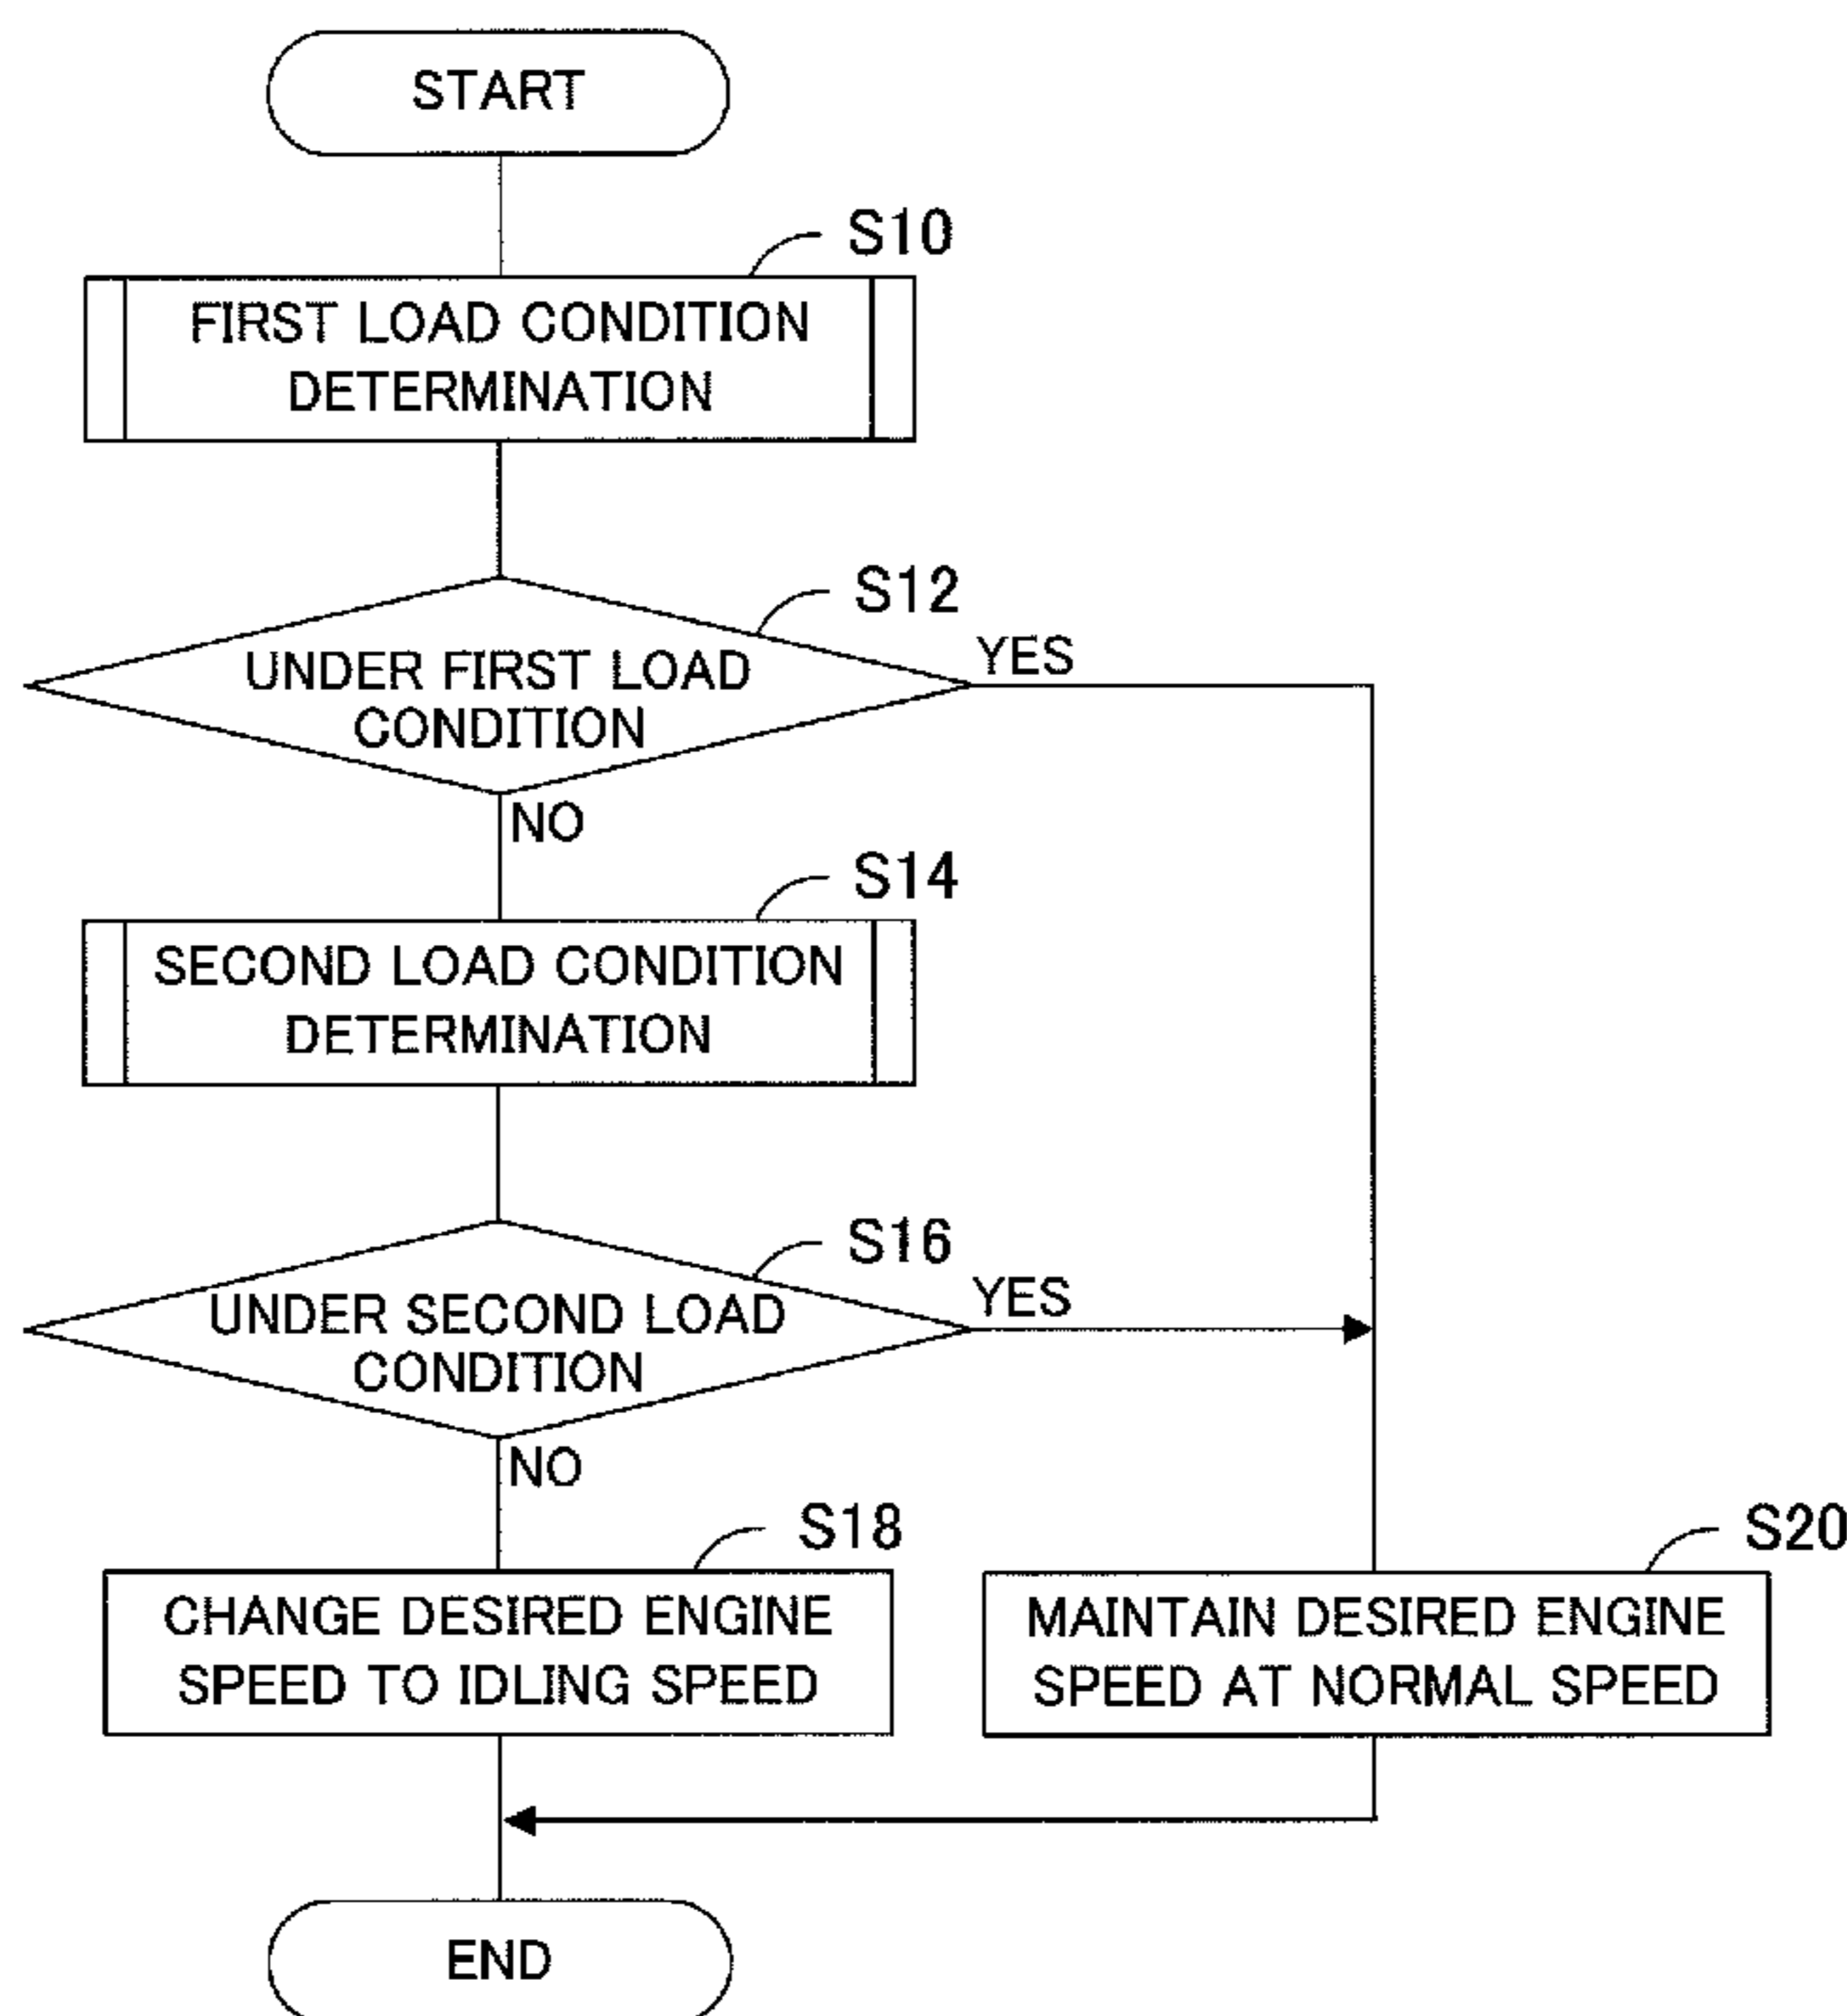 START
S10
FIRST LOAD CONDITION
DETERMINATION
S12
UNDER FIRST LOAD
CONDITION
YES
NO
S14
SECOND LOAD CONDITION
DETERMINATION
S16
UNDER SECOND LOAD
CONDITION
YES
NO
S18
CHANGE DESIRED ENGINE
SPEED TO IDLING SPEED
S20
MAINTAIN DESIRED ENGINE
SPEED AT NORMAL SPEED
END